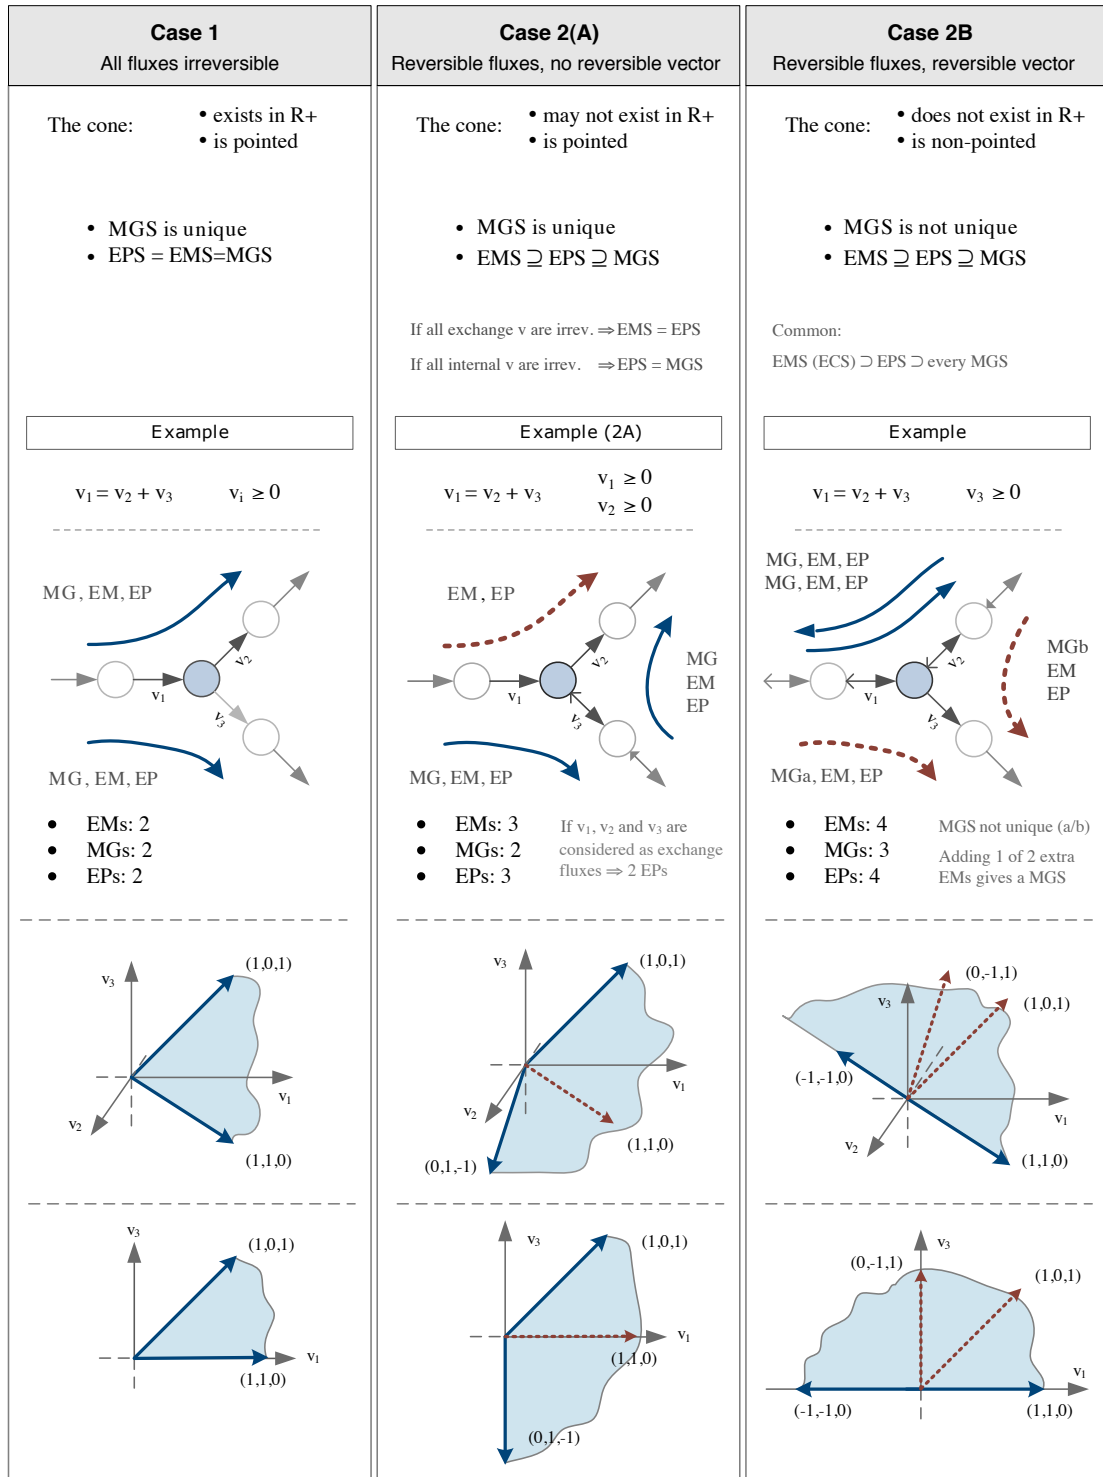 Case 1
All fluxes irreversible
The cone:
• exists in R+
• is pointed
• MGS is unique
• EPS = EMS=MGS
Example
v1 = v2 + v3
vi ≥ 0
MG, EM, EP
v2
v1
v3
MG, EM, EP
• EMs: 2
• MGs: 2
• EPs: 2
v3
(1,0,1)
v1
v2
(1,1,0)
v3
(1,0,1)
v1
(1,1,0)
Case 2(A)
Reversible fluxes, no reversible vector
The cone:
• may not exist in R+
• is pointed
• MGS is unique
• EMS ⊇ EPS ⊇ MGS
If all exchange v are irrev. ⇒ EMS = EPS
If all internal v are irrev. ⇒ EPS = MGS
Example (2A)
v1 = v2 + v3
v1 ≥ 0
v2 ≥ 0
EM, EP
v2
MG
EM
EP
v1
v3
MG, EM, EP
• EMs: 3
• MGs: 2
• EPs: 3
If v1, v2 and v3 are
considered as exchange
fluxes ⇒ 2 EPs
v3
(1,0,1)
v1
v2
(1,1,0)
(0,1,-1)
v3
(1,0,1)
v1
(1,1,0)
(0,1,-1)
Case 2B
Reversible fluxes, reversible vector
The cone:
• does not exist in R+
• is non-pointed
• MGS is not unique
• EMS ⊇ EPS ⊇ MGS
Common:
EMS (ECS) ⊃ EPS ⊃ every MGS
Example
v1 = v2 + v3
v3 ≥ 0
MG, EM, EP
MG, EM, EP
v2
MGb
EM
EP
v1
v3
MGa, EM, EP
• EMs: 4
• MGs: 3
• EPs: 4
MGS not unique (a/b)
Adding 1 of 2 extra
EMs gives a MGS
(0,-1,1)
v3
(1,0,1)
(-1,-1,0)
v1
v2
(1,1,0)
v3
(0,-1,1)
(1,0,1)
v1
(-1,-1,0)
(1,1,0)